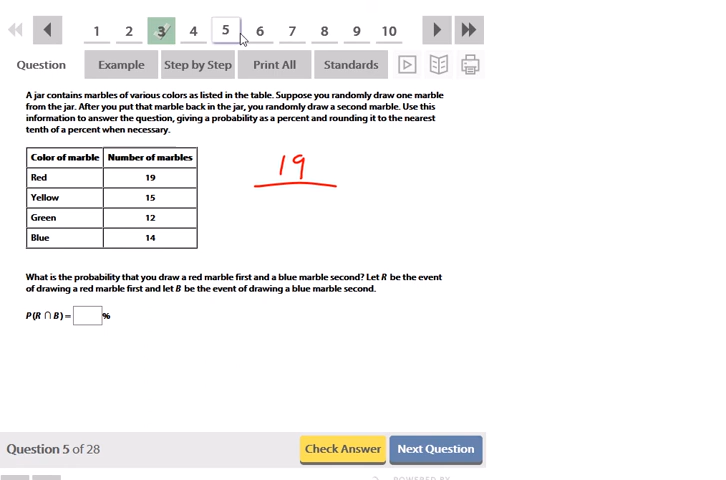 1 2 3 4 5 6 7 8 9 10
Question Example Step by Step Print All Standards
A jar contains marbles of various colors as listed in the table. Suppose you randomly draw one marble
from the jar. After you put that marble back in the jar, you randomly draw a second marble. Use this
information to answer the question, giving a probability as a percent and rounding it to the nearest
tenth of a percent when necessary.
Color of marble Number of marbles
Red 19
Yellow 15
Green 12
Blue 14
19
What is the probability that you draw a red marble first and a blue marble second? Let R be the event
of drawing a red marble first and let B be the event of drawing a blue marble second.
P(R ∩ B) = %
Question 5 of 28 Check Answer Next Question
POWERED BY